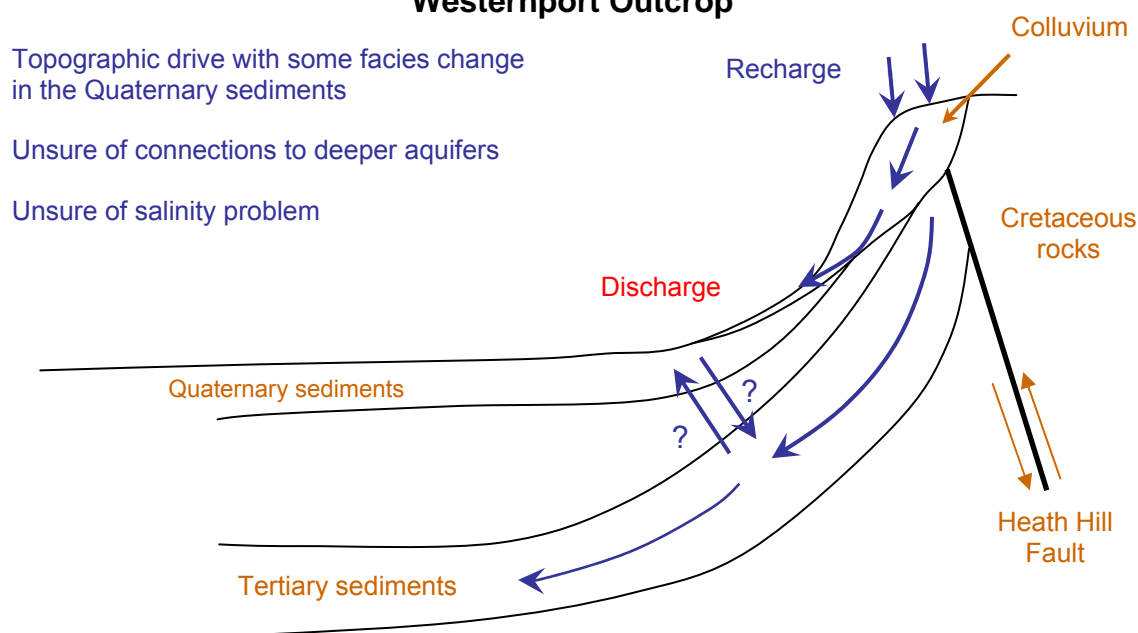 Westernport Outcrop
Topographic drive with some facies change
in the Quaternary sediments
Unsure of connections to deeper aquifers
Unsure of salinity problem
Recharge
Colluvium
Cretaceous
rocks
Discharge
Quaternary sediments
?
?
Heath Hill
Fault
Tertiary sediments